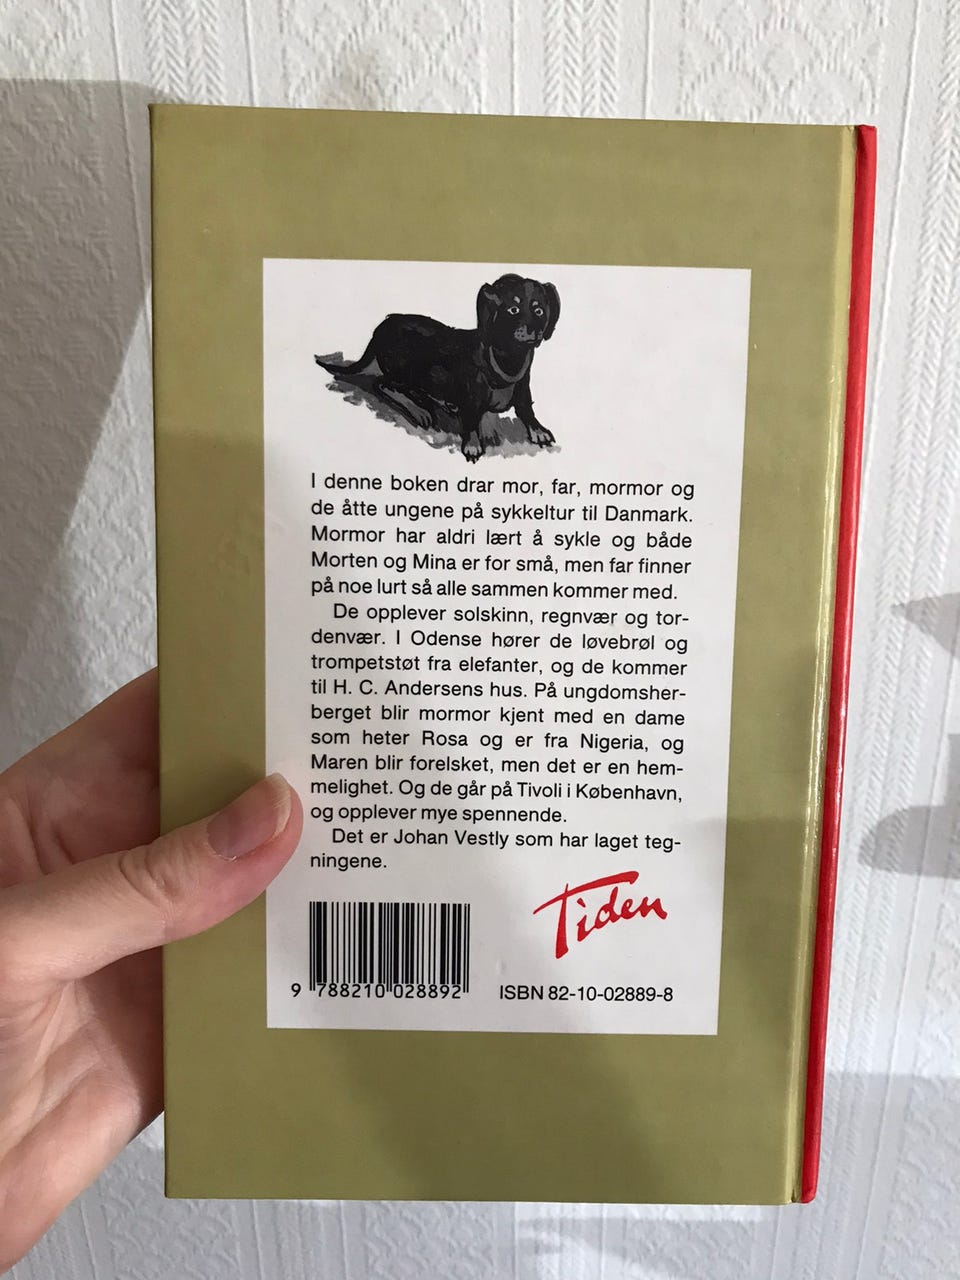 I denne boken drar mor, far, mormor og
de åtte ungene på sykkeltur til Danmark.
Mormor har aldri lært å sykle og både
Morten og Mina er for små, men far finner
på noe lurt så alle sammen kommer med.
De opplever solskinn, regnvær og tor-
denvær. I Odense hører de løvebrøl og
trompetstøt fra elefanter, og de kommer
til H. C. Andersens hus. På ungdomsher-
berget blir mormor kjent med en dame
som heter Rosa og er fra Nigeria, og
Maren blir forelsket, men det er en hem-
melighet. Og de går på Tivoli i København,
og opplever mye spennende.
Det er Johan Vestly som har laget teg-
ningene.
Tiden
9 788210 028892
ISBN 82-10-02889-8